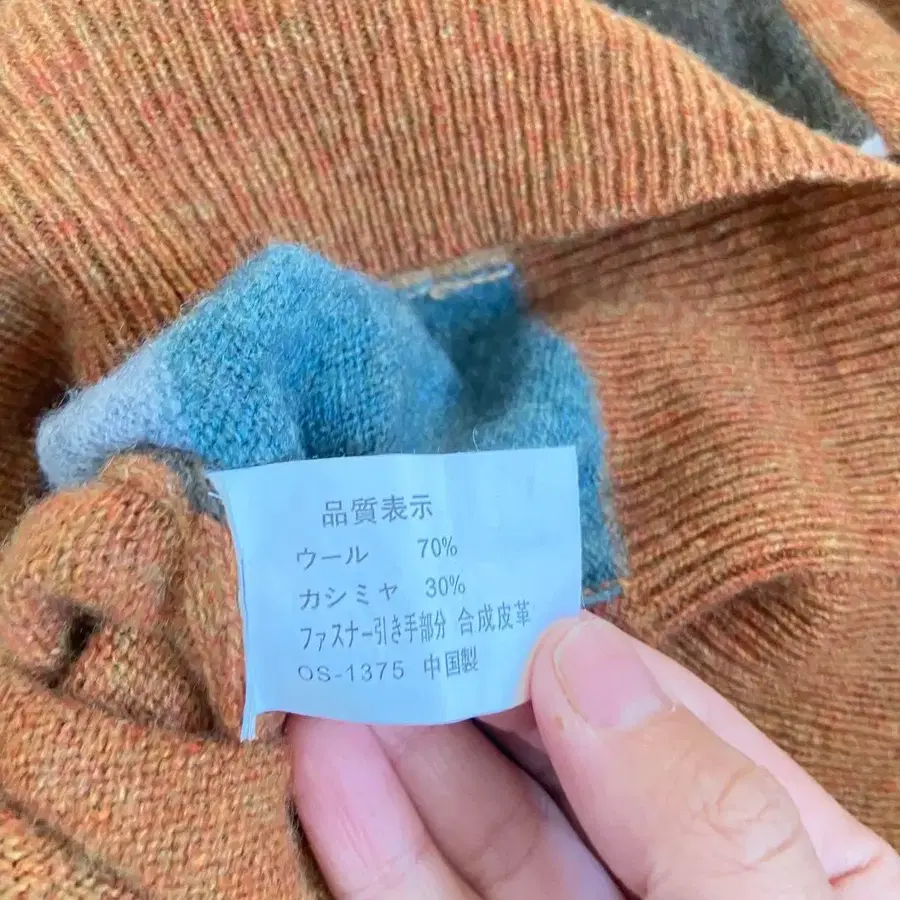 品質表示
ウール 70%
カシミヤ 30%
ファスナー引き手部分 合成皮革
OS-1375 中国製